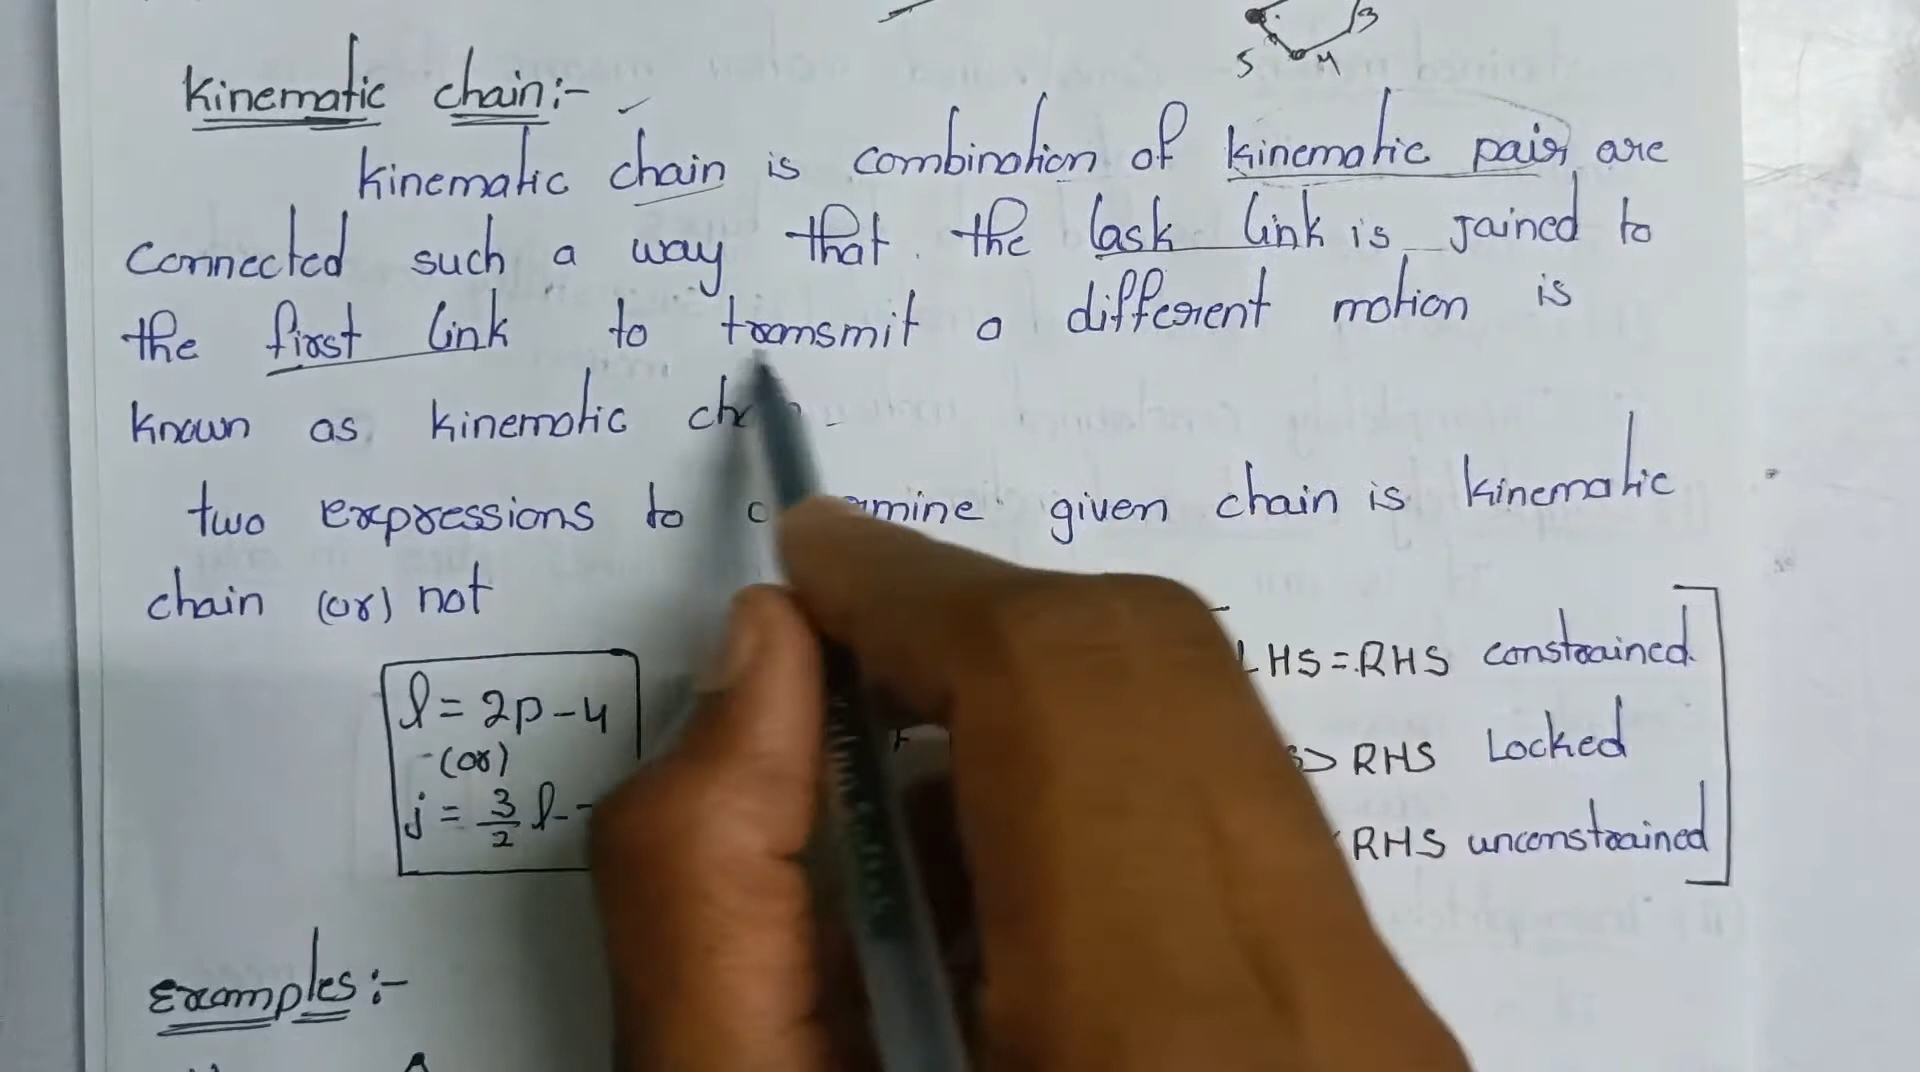 5 4 3
Kinematic chain:-
Kinematic chain is combination of kinematic pair are
connected such a way that the lask link is joined to
the first link to transmit a different motion is
known as kinematic
two expressions to given chain is kinematic
chain (or) not
l = 2p - 4
(or)
j = 3/2 l -
LHS = RHS constrained
> RHS Locked
< RHS unconstrained
Examples:-